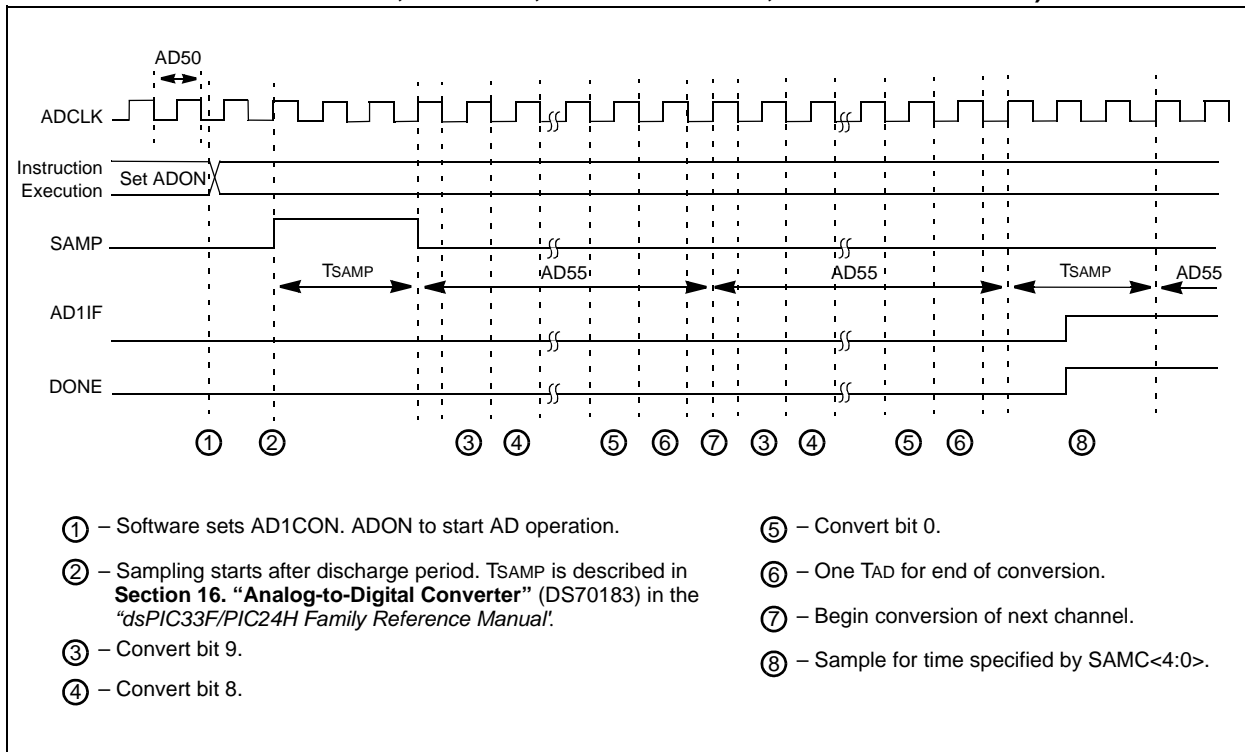 AD50
ADCLK
Instruction
Execution
Set ADON
SAMP
TSAMP
AD55
AD55
TSAMP
AD55
AD1IF
DONE
1 2 3 4 5 6 7 3 4 5 6 8
① – Software sets AD1CON. ADON to start AD operation.
② – Sampling starts after discharge period. TSAMP is described in
Section 16. “Analog-to-Digital Converter” (DS70183) in the
“dsPIC33F/PIC24H Family Reference Manual'.
③ – Convert bit 9.
④ – Convert bit 8.
⑤ – Convert bit 0.
⑥ – One TAD for end of conversion.
⑦ – Begin conversion of next channel.
⑧ – Sample for time specified by SAMC<4:0>.